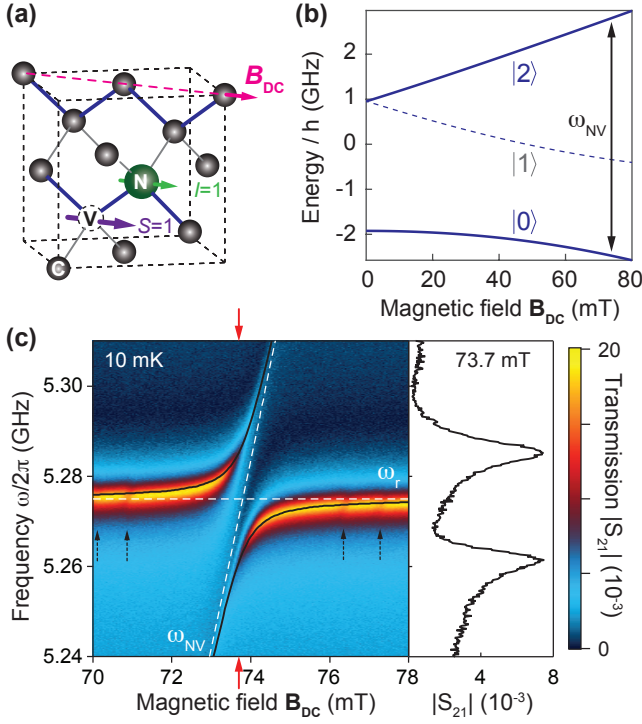 (a)
B_DC
N
I=1
V
S=1
C
(b)
Energy / h (GHz)
2
1
0
-1
-2
|2⟩
|1⟩
|0⟩
ω_NV
0
20
40
60
80
Magnetic field B_DC (mT)
(c)
10 mK
73.7 mT
Frequency ω/2π (GHz)
5.30
5.28
5.26
5.24
ω_r
ω_NV
70
72
74
76
78
Magnetic field B_DC (mT)
4
8
|S₂₁| (10⁻³)
20
0
Transmission |S₂₁| (10⁻³)